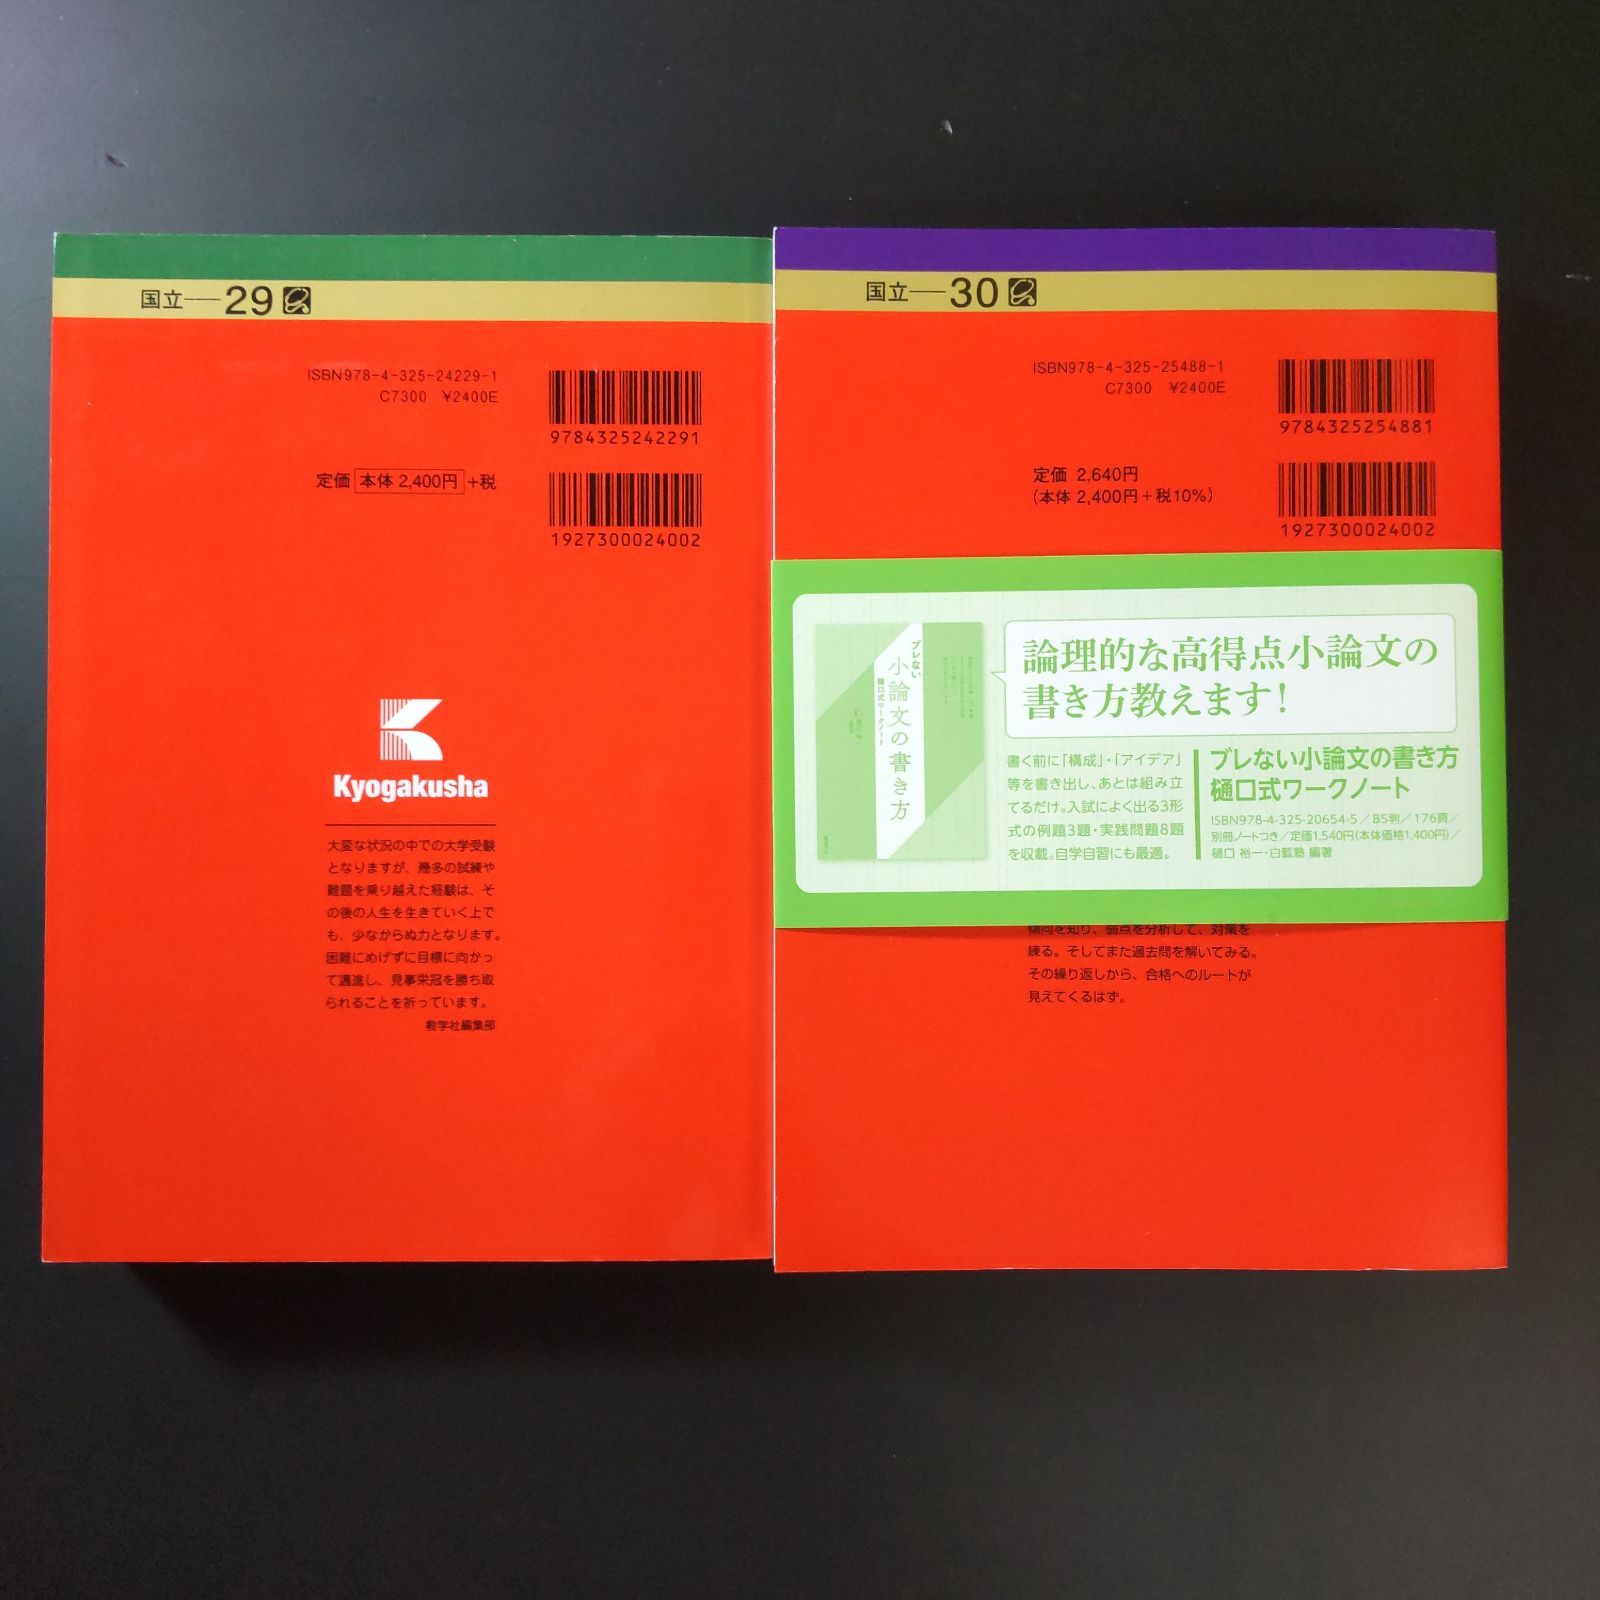 国立—29
ISBN978-4-325-24229-1
C7300 ¥2400E
9784325242291
定価 本体 2,400円 +税
1927300024002
Kyogakusha
大変な状況の中での大学受験
となりますが、幾多の試練や
難題を乗り越えた経験は、そ
の後の人生を生きていく上で
も、少なからぬ力となります。
困難にめげずに目標に向かっ
て邁進し、見事栄冠を勝ち取
られることを祈っています。
教学社編集部
国立—30
ISBN978-4-325-25488-1
C7300 ¥2400E
9784325254881
定価 2,640円
(本体 2,400円+税10%)
1927300024002
ブレない
小論文の書き方
樋口式ワークノート
論理的な高得点小論文の
書き方教えます!
書く前に「構成」・「アイデア」
等を書き出し、あとは組み立
てるだけ。入試によく出る3形
式の例題3題・実践問題8題
を収載。自学自習にも最適。
ブレない小論文の書き方
樋口式ワークノート
ISBN978-4-325-20654-5/B5判/176頁/
別冊ノートつき/定価1,540円(本体価格1,400円)/
樋口 裕一・白藍塾 編著
傾向を知り、弱点を分析して、対策を
練る。そしてまた過去問を解いてみる。
その繰り返しから、合格へのルートが
見えてくるはず。